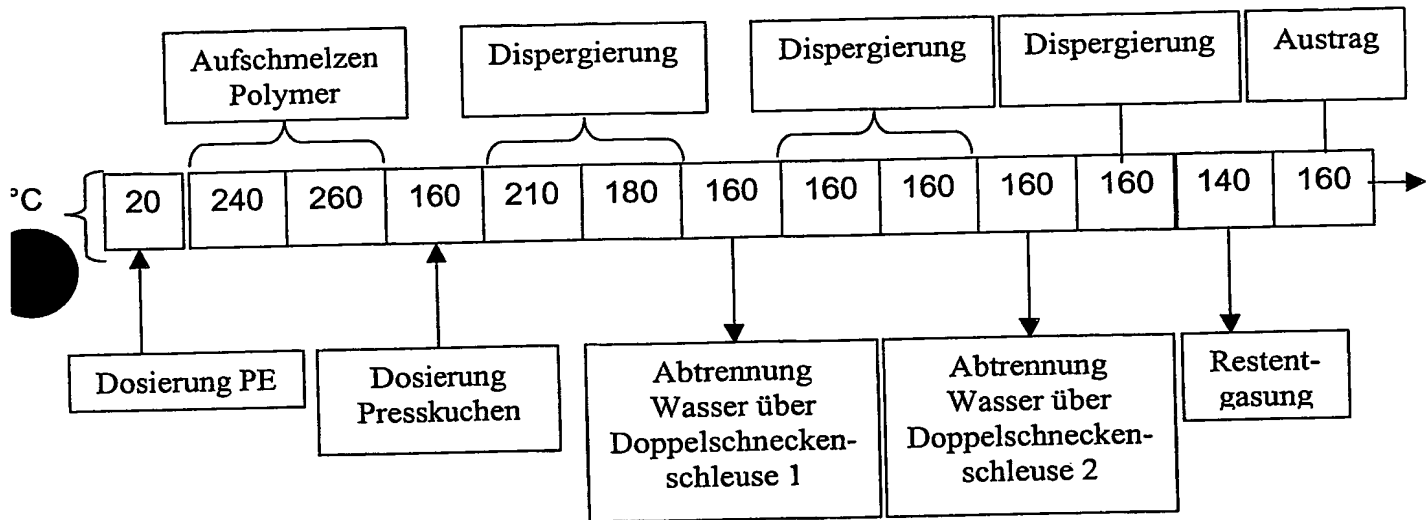 Aufschmelzen
Polymer
Dispergierung
Dispergierung
Dispergierung
Austrag
°C
20 240 260 160 210 180 160 160 160 160 160 140 160
Dosierung PE
Dosierung
Presskuchen
Abtrennung
Wasser über
Doppelschnecken-
schleuse 1
Abtrennung
Wasser über
Doppelschnecken-
schleuse 2
Restent-
gasung